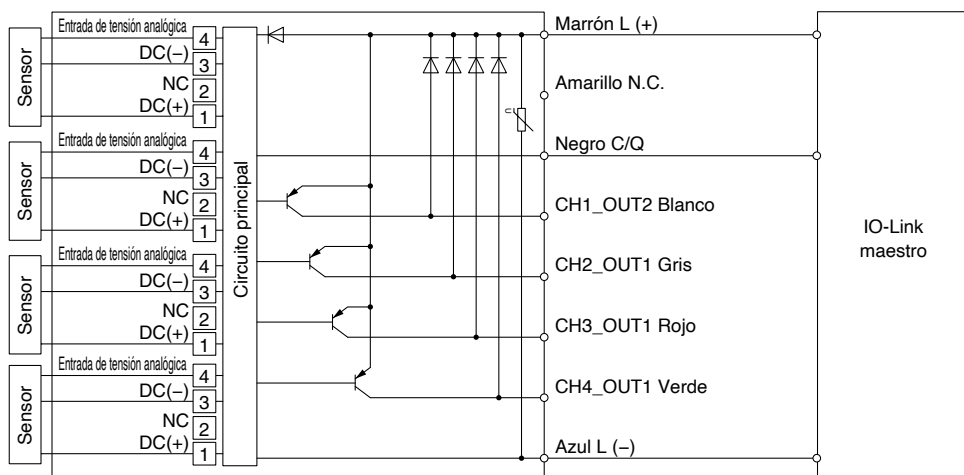 Sensor
Entrada de tensión analógica 4
DC(−) 3
NC 2
DC(+) 1
Sensor
Entrada de tensión analógica 4
DC(−) 3
NC 2
DC(+) 1
Sensor
Entrada de tensión analógica 4
DC(−) 3
NC 2
DC(+) 1
Sensor
Entrada de tensión analógica 4
DC(−) 3
NC 2
DC(+) 1
Circuito principal
Marrón L (+)
Amarillo N.C.
Negro C/Q
CH1_OUT2 Blanco
CH2_OUT1 Gris
CH3_OUT1 Rojo
CH4_OUT1 Verde
Azul L (−)
IO-Link
maestro